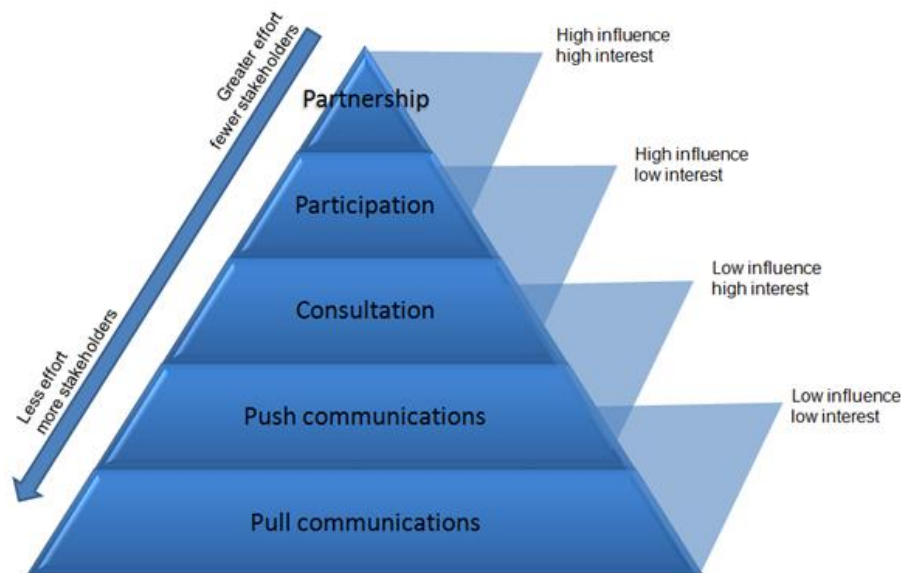 Greater effort
fewer stakeholders
High influence
high interest
Partnership
High influence
low interest
Participation
Low influence
high interest
Consultation
Less effort
more stakeholders
Low influence
low interest
Push communications
Pull communications